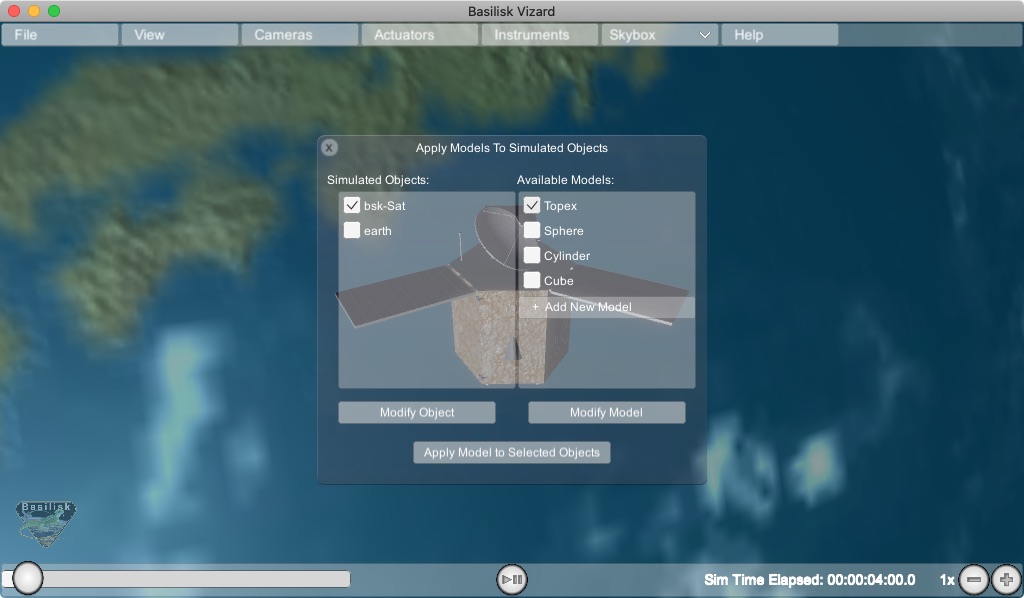 Basilisk Vizard
File View Cameras Actuators Instruments Skybox Help
X Apply Models To Simulated Objects
Simulated Objects: Available Models:
bsk-Sat Topex
earth Sphere
Cylinder
Cube
+ Add New Model
Modify Object Modify Model
Apply Model to Selected Objects
Basilisk
Sim Time Elapsed: 00:00:04:00.0 1x